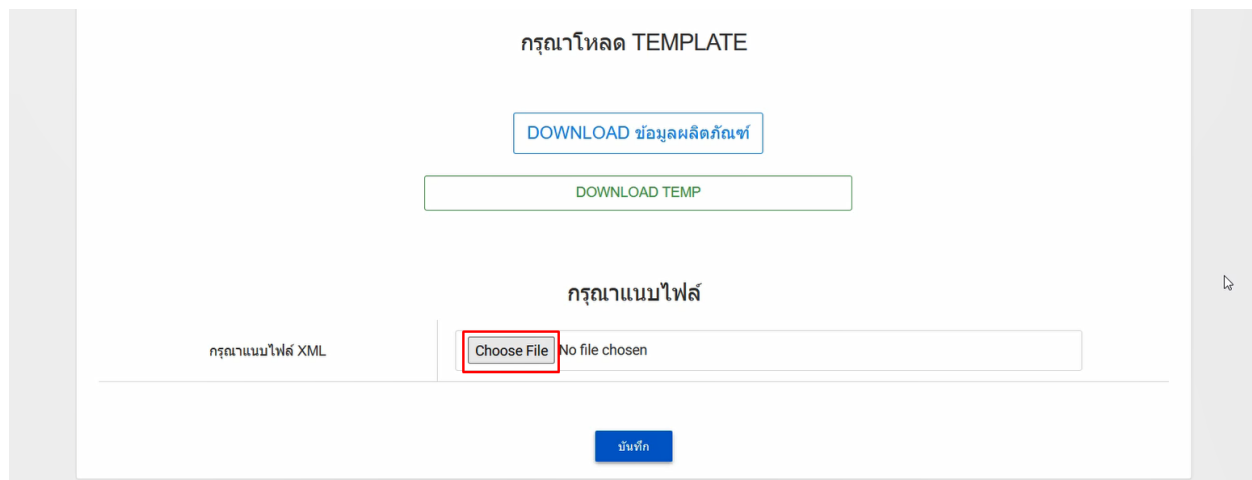 กรุณาโหลด TEMPLATE
DOWNLOAD ข้อมูลผลิตภัณฑ์
DOWNLOAD TEMP
กรุณาแนบไฟล์
กรุณาแนบไฟล์ XML
Choose File No file chosen
บันทึก